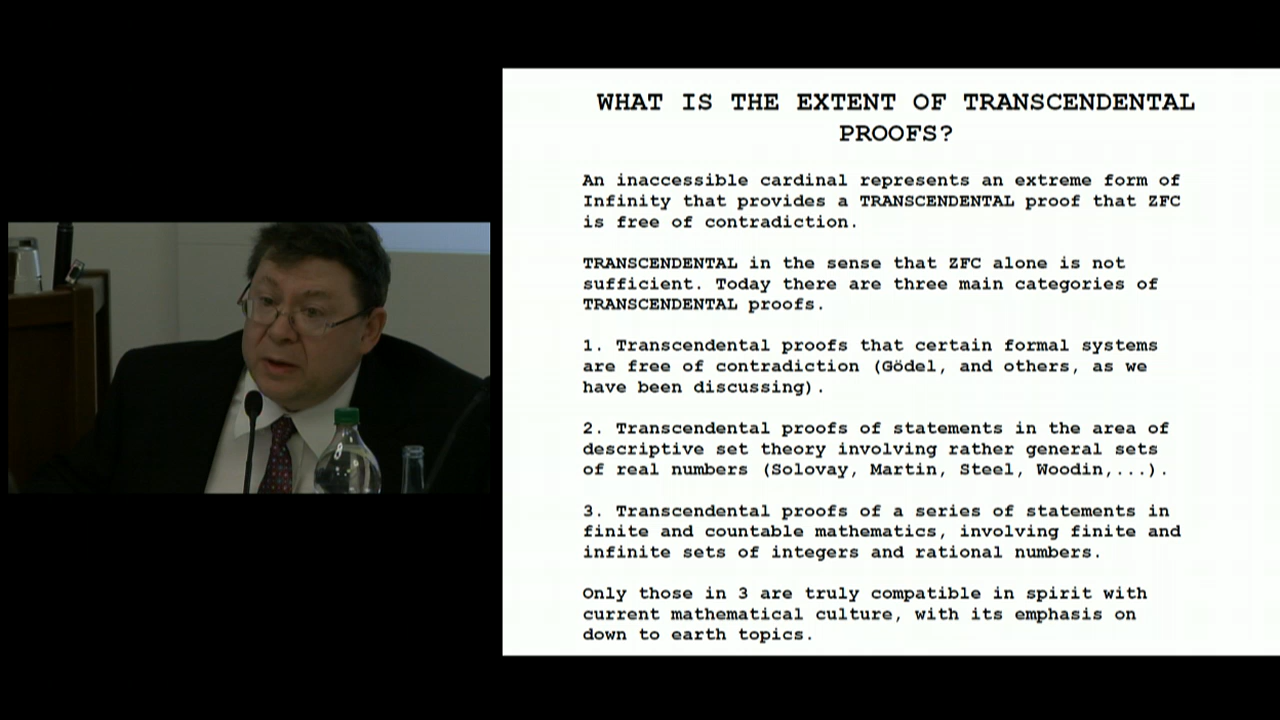 WHAT IS THE EXTENT OF TRANSCENDENTAL
PROOFS?
An inaccessible cardinal represents an extreme form of
Infinity that provides a TRANSCENDENTAL proof that ZFC
is free of contradiction.
TRANSCENDENTAL in the sense that ZFC alone is not
sufficient. Today there are three main categories of
TRANSCENDENTAL proofs.
1. Transcendental proofs that certain formal systems
are free of contradiction (Gödel, and others, as we
have been discussing).
2. Transcendental proofs of statements in the area of
descriptive set theory involving rather general sets
of real numbers (Solovay, Martin, Steel, Woodin,...).
3. Transcendental proofs of a series of statements in
finite and countable mathematics, involving finite and
infinite sets of integers and rational numbers.
Only those in 3 are truly compatible in spirit with
current mathematical culture, with its emphasis on
down to earth topics.